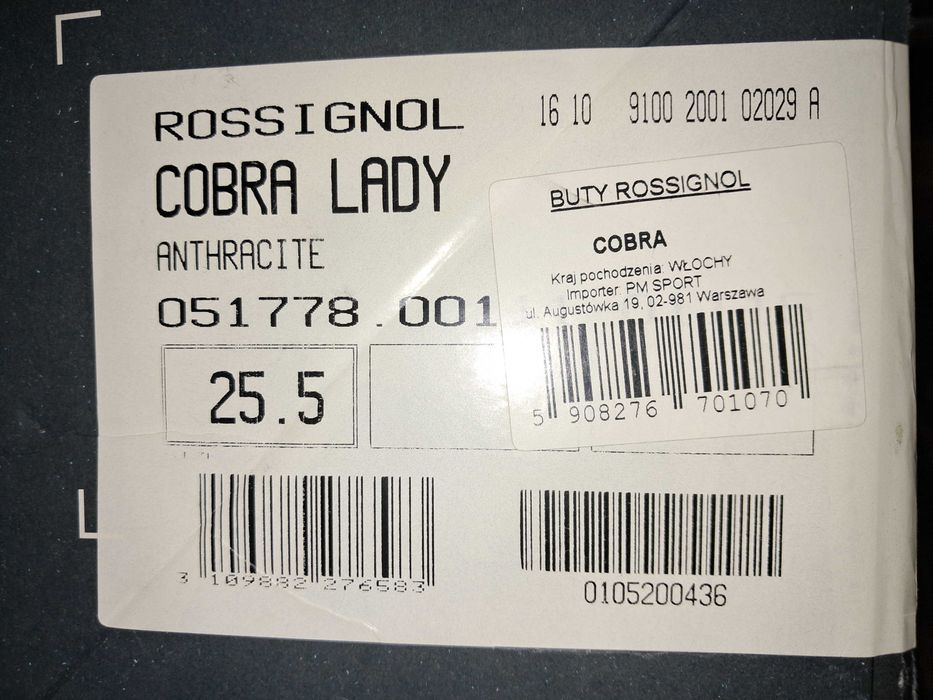 ROSSIGNOL
16 10 9100 2001 02029 A
COBRA LADY
ANTHRACITE
051778.001
25.5
BUTY ROSSIGNOL
COBRA
Kraj pochodzenia: WŁOCHY
Importer: PM SPORT
ul. Augustówka 19, 02-981 Warszawa
5 908276 701070
3 109882 276583
0105200436